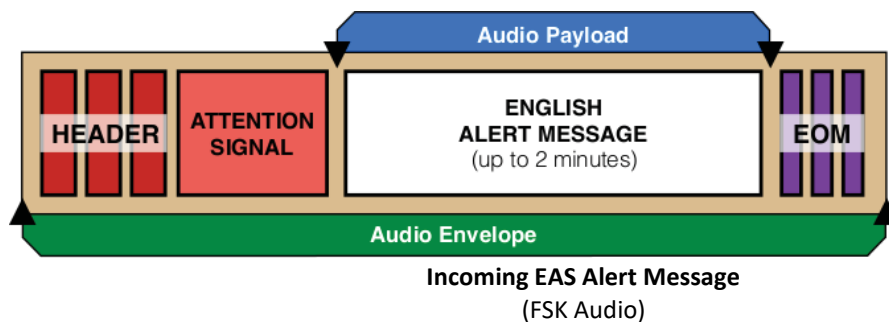 Audio Payload
HEADER
ATTENTION
SIGNAL
ENGLISH
ALERT MESSAGE
(up to 2 minutes)
EOM
Audio Envelope
Incoming EAS Alert Message
(FSK Audio)